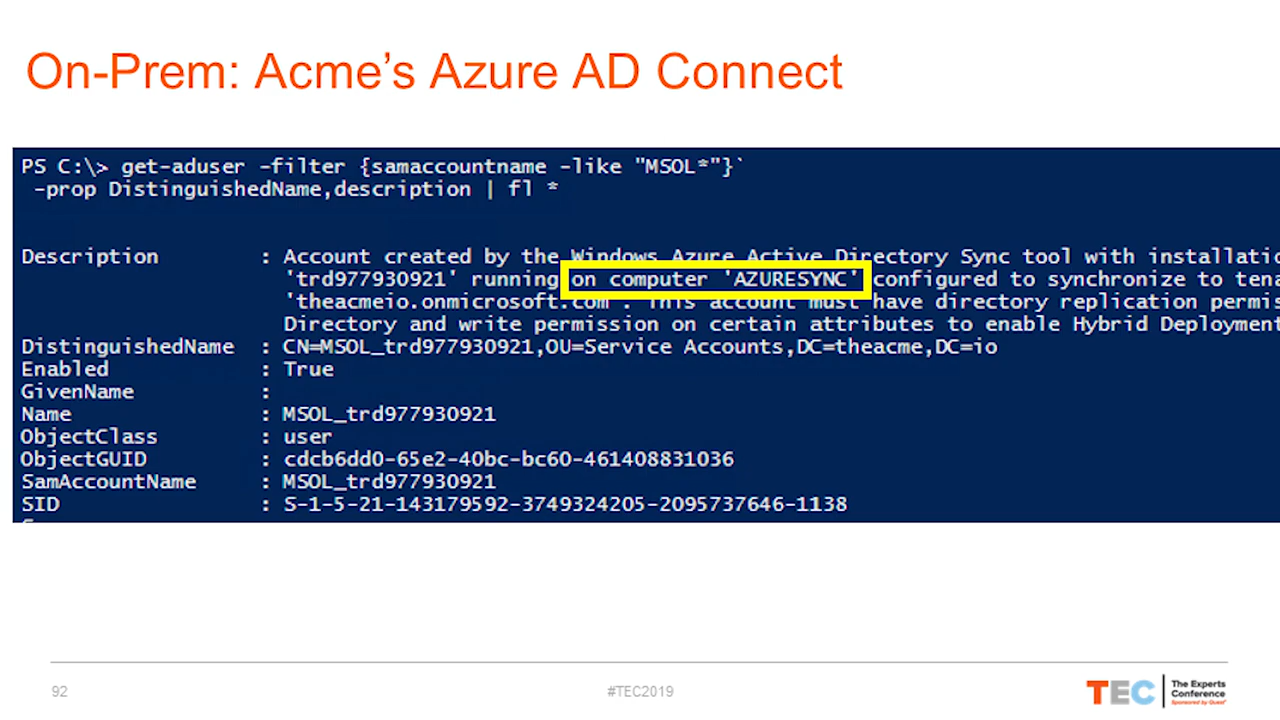 On-Prem: Acme's Azure AD Connect
PS C:\> get-aduser -filter {samaccountname -like "MSOL*"}`
-prop DistinguishedName,description | fl *
Description : Account created by the Windows Azure Active Directory Sync tool with installatio
'trd977930921' running on computer 'AZURESYNC' configured to synchronize to tena
'theacmeio.onmicrosoft.com'. This account must have directory replication permis
Directory and write permission on certain attributes to enable Hybrid Deployment
DistinguishedName : CN=MSOL_trd977930921,OU=Service Accounts,DC=theacme,DC=io
Enabled : True
GivenName :
Name : MSOL_trd977930921
ObjectClass : user
ObjectGUID : cdcb6dd0-65e2-40bc-bc60-461408831036
SamAccountName : MSOL_trd977930921
SID : S-1-5-21-143179592-3749324205-2095737646-1138
92
#TEC2019
TEC
The Experts
Conference
Sponsored by Quest